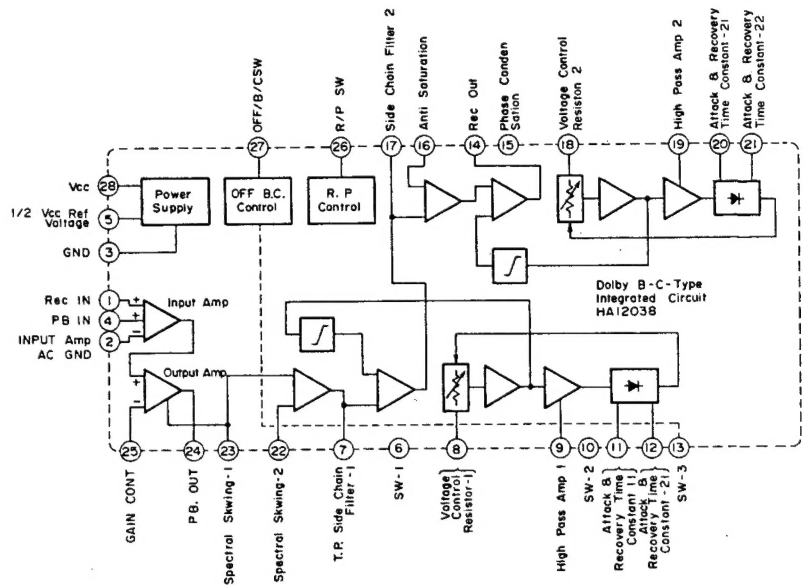 OFF/B/CSW
R/P SW
Side Chain Filter 2
Anti Saturation
Rec Out
Phase Conden
Sation
Voltage Control
Resiston 2
High Pass Amp 2
Attack & Recovery
Time Constant-21
Attack & Recovery
Time Constant-22
27
26
17
16
14
15
18
19
20
21
Vcc
28
1/2 Vcc Ref
Voltage
5
GND
3
Power
Supply
OFF B.C.
Control
R. P
Control
Rec IN
1
PB IN
4
INPUT Amp
AC GND
2
+
+
−
Input Amp
Dolby B-C-Type
Integrated Circuit
HA12038
+
−
Output Amp
25
24
23
22
7
6
8
9
10
11
12
13
GAIN CONT
P.B. OUT
Spectral Skwing-1
Spectral Skwing-2
T.P. Side Chain
Filter-1
SW-1
Voltage
Control
Resistor-1
High Pass Amp 1
SW-2
Attack &
Recovery Time
Constant 11
Attack &
Recovery Time
Constant-21
SW-3